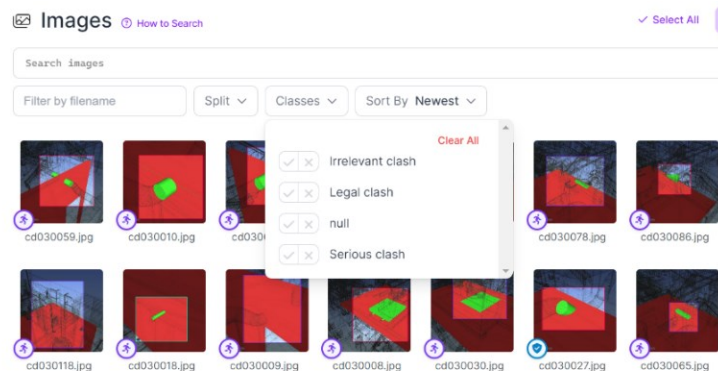 Images
How to Search
Select All
Search images
Filter by filename
Split
Classes
Sort By Newest
Clear All
Irrelevant clash
Legal clash
null
Serious clash
cd030059.jpg
cd030010.jpg
cd030078.jpg
cd030086.jpg
cd030118.jpg
cd030018.jpg
cd030009.jpg
cd030008.jpg
cd030030.jpg
cd030027.jpg
cd030065.jpg